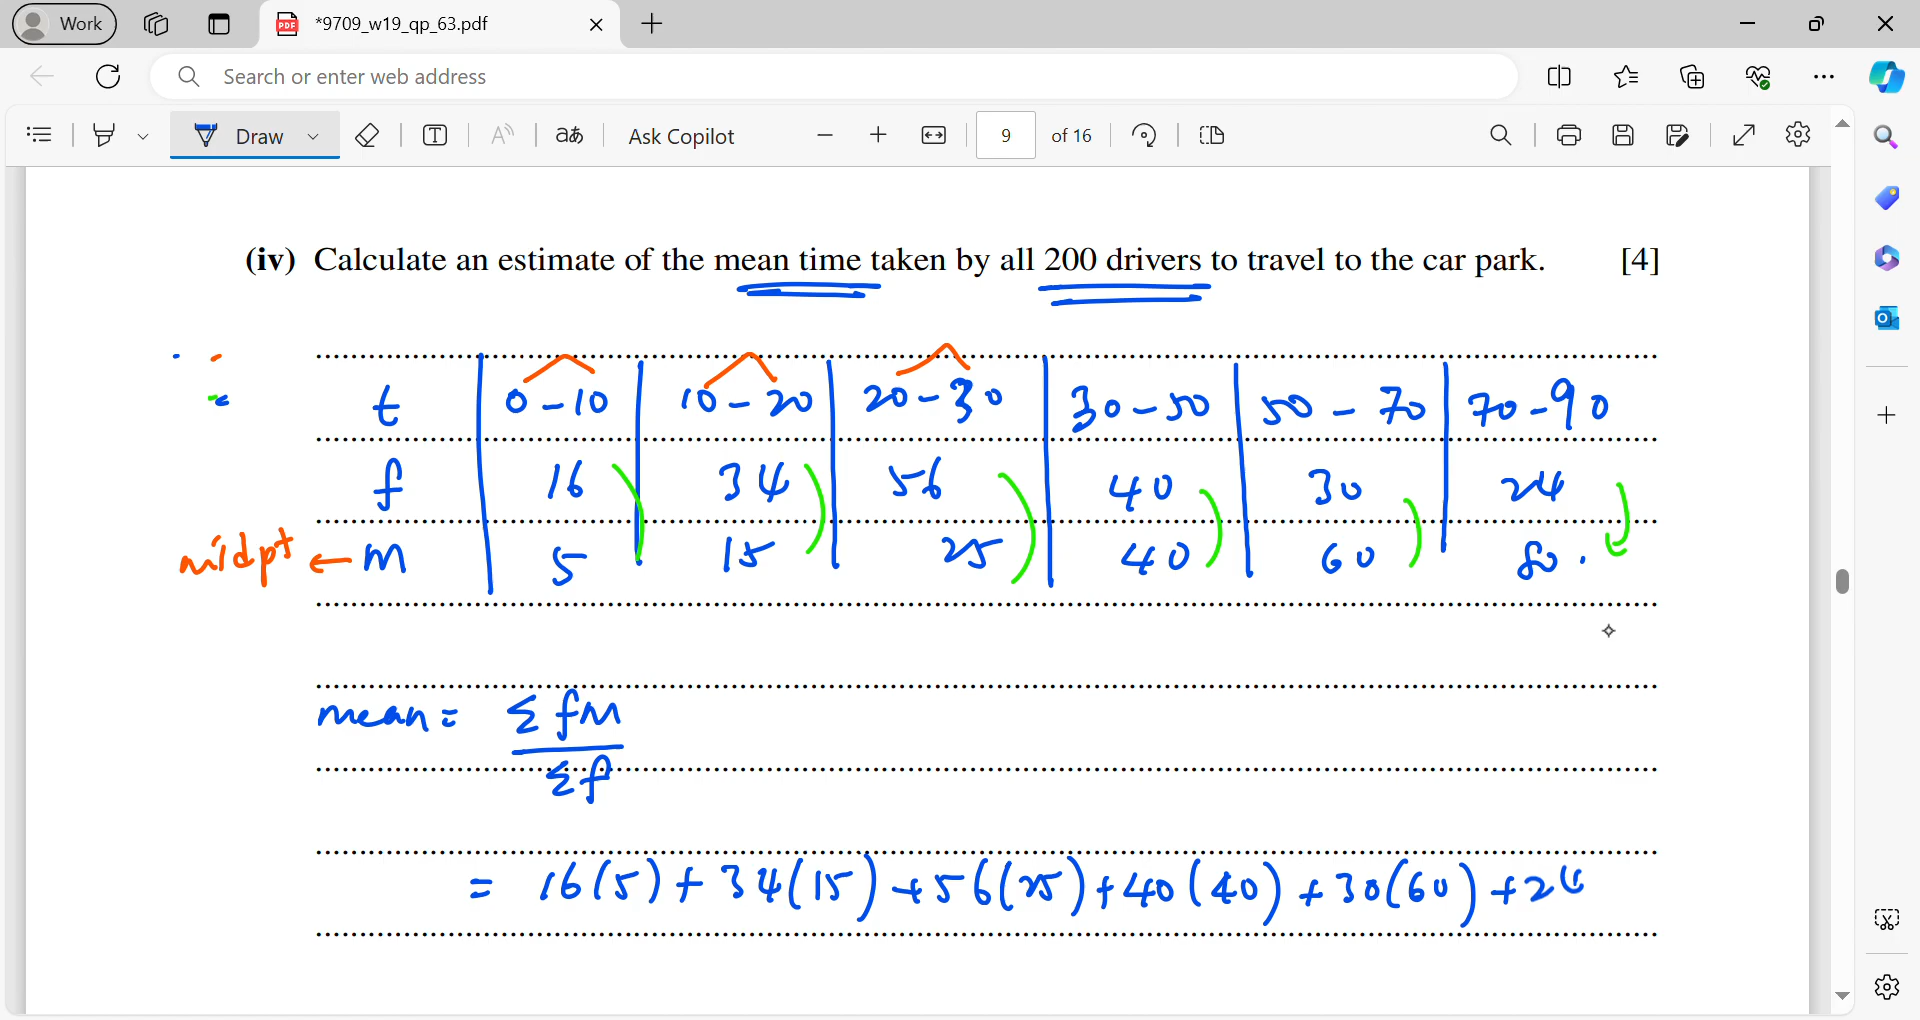 Work
*9709_w19_qp_63.pdf
Search or enter web address
Draw
T
A
aあ
Ask Copilot
9 of 16
(iv) Calculate an estimate of the mean time taken by all 200 drivers to travel to the car park. [4]
t 0-10 10-20 20-30 30-50 50-70 70-90
f 16 34 56 40 30 24
midpt ← m 5 15 25 40 60 80.
mean = Σfm
Σf
= 16(5) + 34(15) + 56(25) + 40(40) + 30(60) + 24